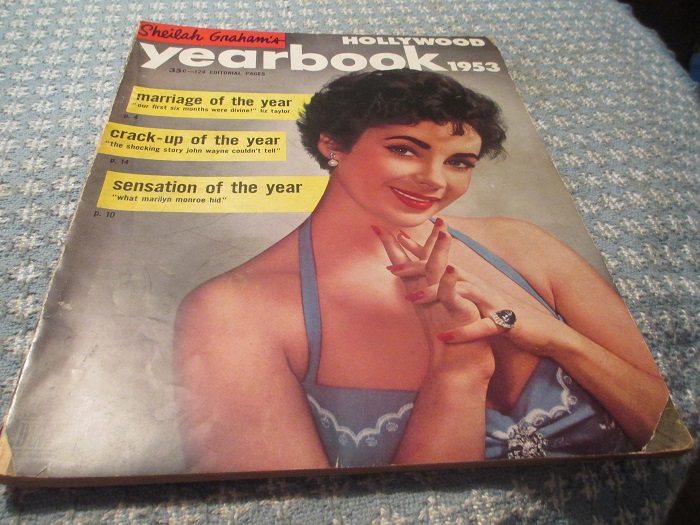 Sheilah Graham's
HOLLYWOOD
yearbook 1953
35c—124 EDITORIAL PAGES
marriage of the year
"our first six months were divine!" liz taylor
p. 4
crack-up of the year
"the shocking story john wayne couldn't tell"
p. 14
sensation of the year
"what marilyn monroe hid"
p. 10